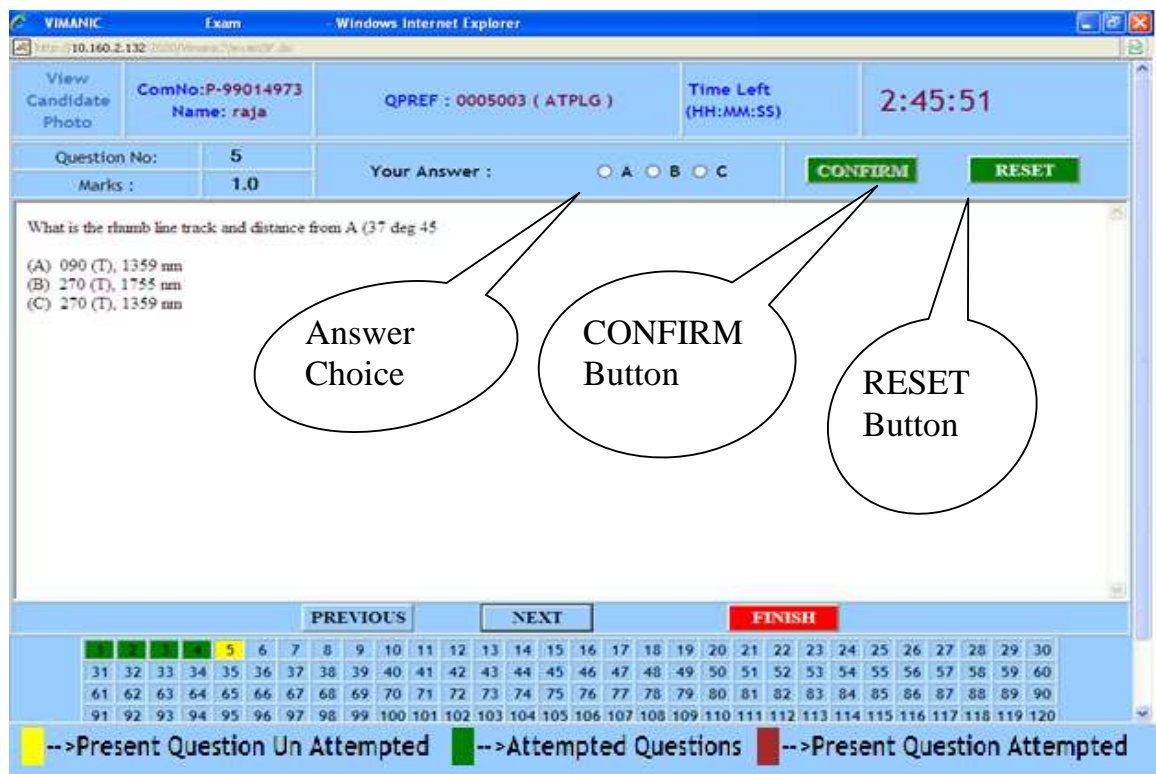 VIMANIC Exam - Windows Internet Explorer
10.160.2.132
View
Candidate
Photo
ComNo:P-99014973
Name: raja
QPREF : 0005003 ( ATPLG )
Time Left
(HH:MM:SS)
2:45:51
Question No: 5
Marks : 1.0
Your Answer : A B C
CONFIRM RESET
What is the rhumb line track and distance from A (37 deg 45
(A) 090 (T), 1359 nm
(B) 270 (T), 1755 nm
(C) 270 (T), 1359 nm
Answer
Choice
CONFIRM
Button
RESET
Button
PREVIOUS NEXT FINISH
1 2 3 4 5 6 7 8 9 10 11 12 13 14 15 16 17 18 19 20 21 22 23 24 25 26 27 28 29 30
31 32 33 34 35 36 37 38 39 40 41 42 43 44 45 46 47 48 49 50 51 52 53 54 55 56 57 58 59 60
61 62 63 64 65 66 67 68 69 70 71 72 73 74 75 76 77 78 79 80 81 82 83 84 85 86 87 88 89 90
91 92 93 94 95 96 97 98 99 100 101 102 103 104 105 106 107 108 109 110 111 112 113 114 115 116 117 118 119 120
-->Present Question Un Attempted -->Attempted Questions -->Present Question Attempted